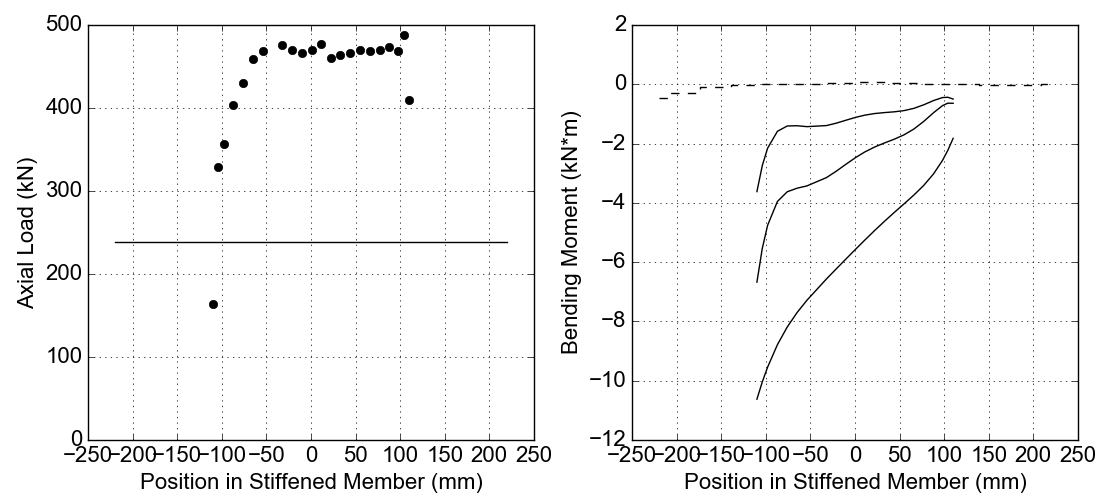 500
400
300
200
100
0
−250 −200 −150 −100 −50 0 50 100 150 200 250
Axial Load (kN)
Position in Stiffened Member (mm)
2
0
−2
−4
−6
−8
−10
−12
−250 −200 −150 −100 −50 0 50 100 150 200 250
Bending Moment (kN*m)
Position in Stiffened Member (mm)